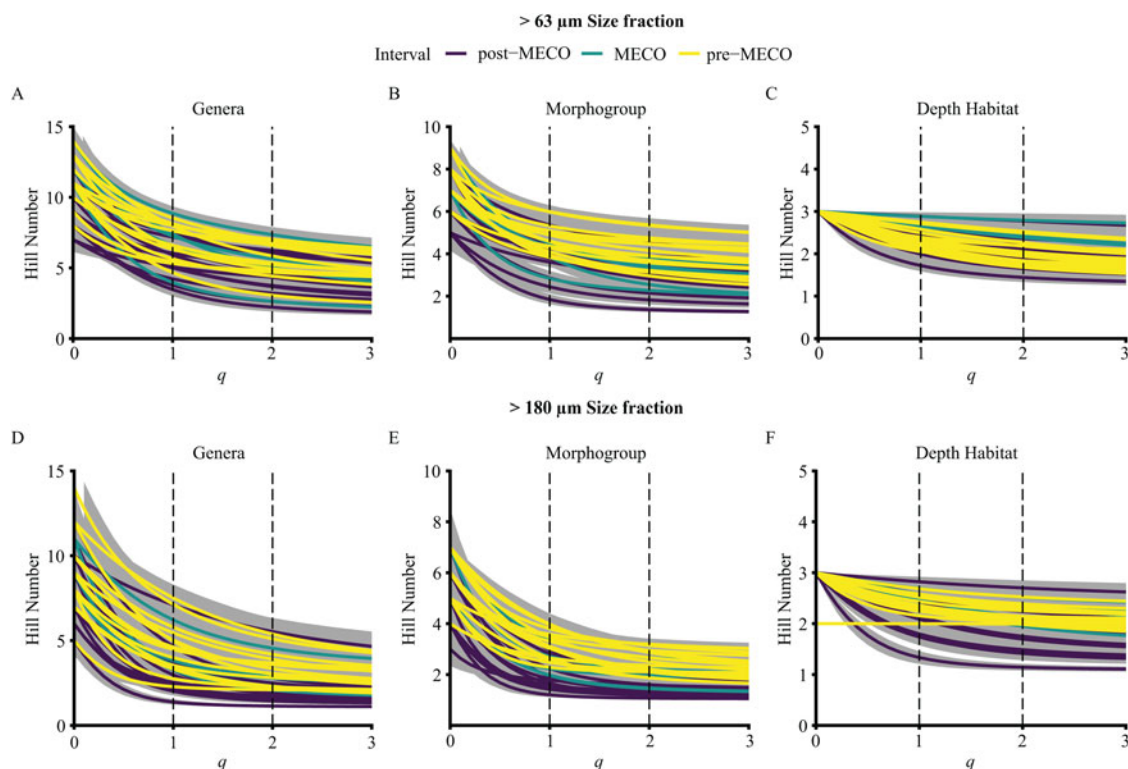 > 63 µm Size fraction
Interval post−MECO MECO pre−MECO
A B C
Genera Morphogroup Depth Habitat
15
10
5
0
Hill Number
0 1 2 3
q
10
8
6
4
2
Hill Number
0 1 2 3
q
5
4
3
2
1
0
Hill Number
0 1 2 3
q
> 180 µm Size fraction
D E F
Genera Morphogroup Depth Habitat
15
10
5
0
Hill Number
0 1 2 3
q
10
8
6
4
2
Hill Number
0 1 2 3
q
5
4
3
2
1
0
Hill Number
0 1 2 3
q